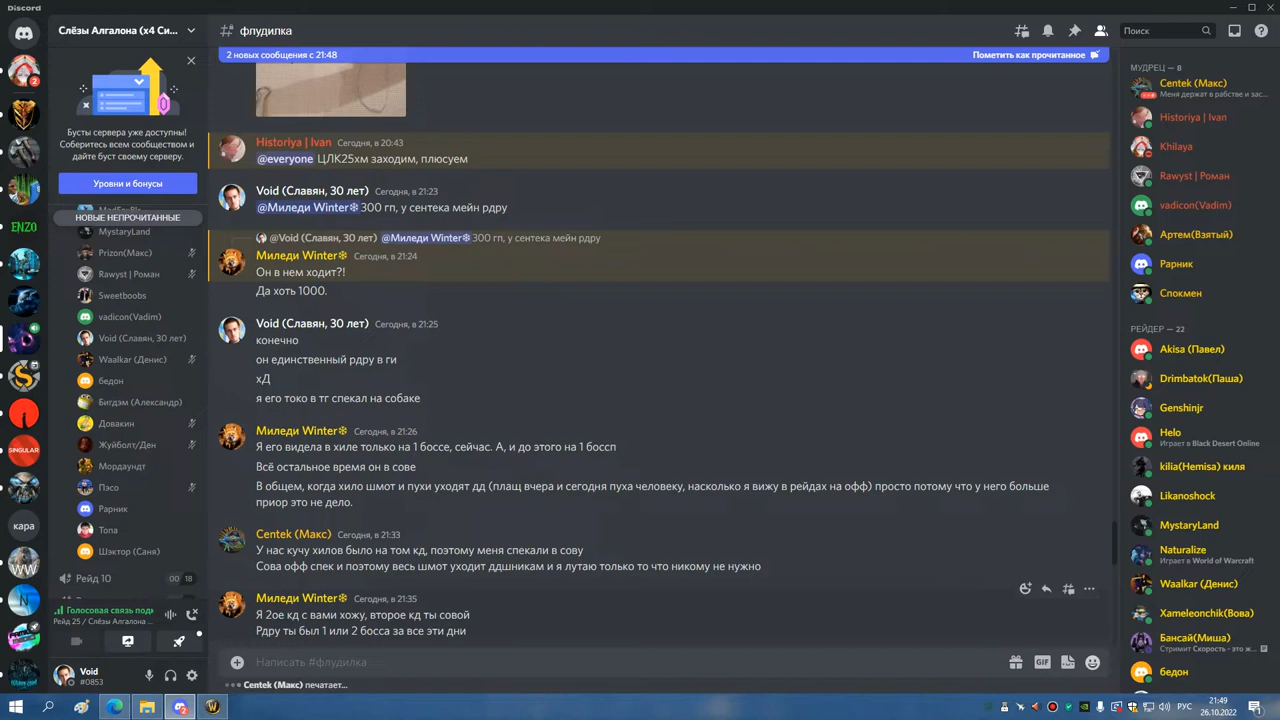 Discord
Слёзы Алгалона (х4 Си...
флудилка
Поиск
2 новых сообщения с 21:48
Пометить как прочитанное
Бусты сервера уже доступны!
Соберитесь всем сообществом и
дайте буст своему серверу.
Уровни и бонусы
НОВЫЕ НЕПРОЧИТАННЫЕ
MystaryLand
Prizon(Макс)
Rawyst | Роман
Sweetboobs
vadicon(Vadim)
Void (Славян, 30 лет)
Waalkar (Денис)
бедон
Бигдэм (Александр)
Довакин
Жуйболт/Ден
Мордаундт
Пэсо
Рарник
Топа
Шэктор (Саня)
Рейд 10
00 18
Голосовая связь подк
Рейд 25 / Слёзы Алгалона ...
Void
#0853
2
ENZO
SINGULAR
кара
Historiya | Ivan Сегодня, в 20:43
@everyone ЦЛК25хм заходим, плюсуем
Void (Славян, 30 лет) Сегодня, в 21:23
@Миледи Winter❄ 300 гп, у сентека мейн рдру
@Void (Славян, 30 лет) @Миледи Winter❄ 300 гп, у сентека мейн рдру
Миледи Winter❄ Сегодня, в 21:24
Он в нем ходит?!
Да хоть 1000.
Void (Славян, 30 лет) Сегодня, в 21:25
конечно
он единственный рдру в ги
хД
я его токо в тг спекал на собаке
Миледи Winter❄ Сегодня, в 21:26
Я его видела в хиле только на 1 боссе, сейчас. А, и до этого на 1 боссп
Всё остальное время он в сове
В общем, когда хило шмот и пухи уходят дд (плащ вчера и сегодня пуха человеку, насколько я вижу в рейдах на офф) просто потому что у него больше
приор это не дело.
Centek (Макс) Сегодня, в 21:33
У нас кучу хилов было на том кд, поэтому меня спекали в сову
Сова офф спек и поэтому весь шмот уходит ддшникам и я лутаю только то что никому не нужно
Миледи Winter❄ Сегодня, в 21:35
Я 2ое кд с вами хожу, второе кд ты совой
Рдру ты был 1 или 2 босса за все эти дни
Написать #флудилка
GIF
Centek (Макс) печатает...
МУДРЕЦ — 8
Centek (Макс)
Меня держат в рабстве и зас...
Historiya | Ivan
Khilaya
Rawyst | Роман
vadicon(Vadim)
Артем(Взятый)
Рарник
Спокмен
РЕЙДЕР — 22
Akisa (Павел)
Drimbatok(Паша)
Genshinjr
Helo
Играет в Black Desert Online
kilia(Hemisa) киля
Likanoshock
MystaryLand
Naturalize
Играет в World of Warcraft
Waalkar (Денис)
Xameleonchik(Вова)
Бансай(Миша)
Стримит Скорость - это ж...
бедон
РУС
21:49
26.10.2022
1